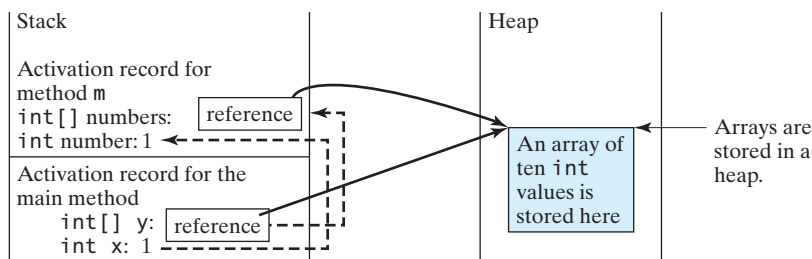 Stack
Heap
Activation record for
method m
int[] numbers:
reference
int number: 1
Activation record for the
main method
int[] y:
reference
int x: 1
An array of
ten int
values is
stored here
Arrays are
stored in a
heap.